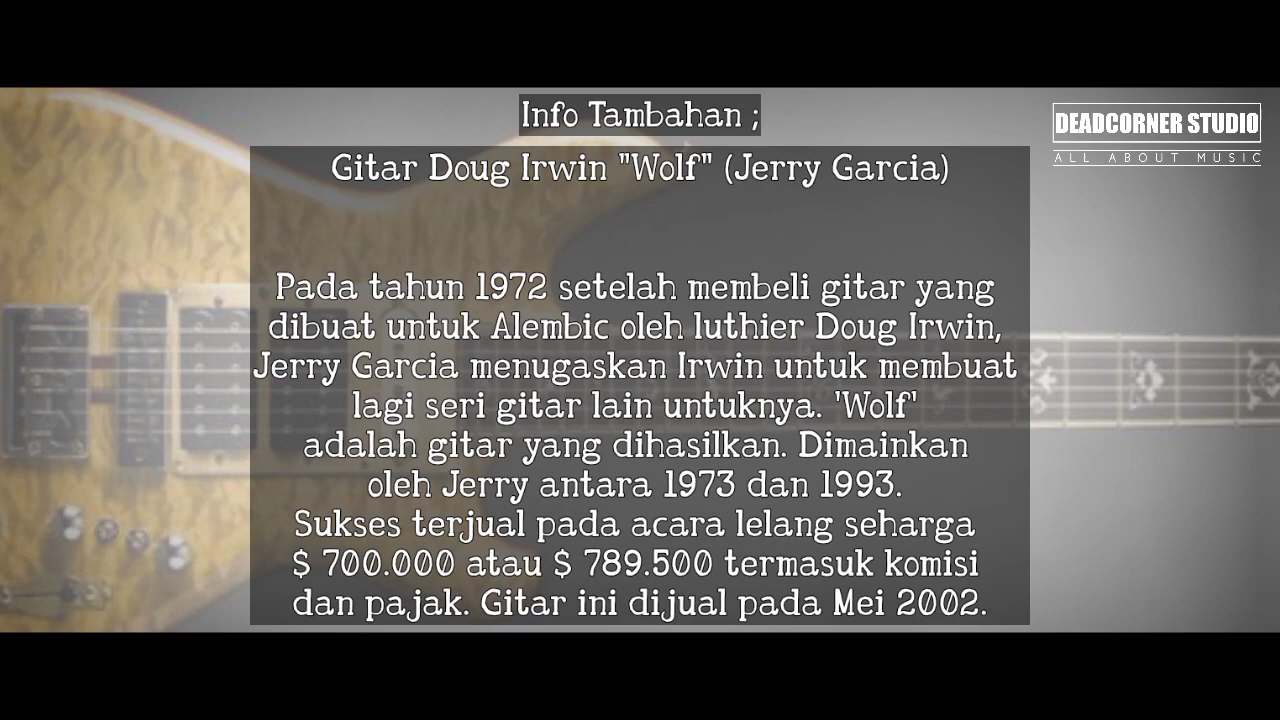 Info Tambahan ;
DEADCORNER STUDIO
ALL ABOUT MUSIC
Gitar Doug Irwin "Wolf" (Jerry Garcia)
Pada tahun 1972 setelah membeli gitar yang
dibuat untuk Alembic oleh luthier Doug Irwin,
Jerry Garcia menugaskan Irwin untuk membuat
lagi seri gitar lain untuknya. 'Wolf'
adalah gitar yang dihasilkan. Dimainkan
oleh Jerry antara 1973 dan 1993.
Sukses terjual pada acara lelang seharga
$ 700.000 atau $ 789.500 termasuk komisi
dan pajak. Gitar ini dijual pada Mei 2002.